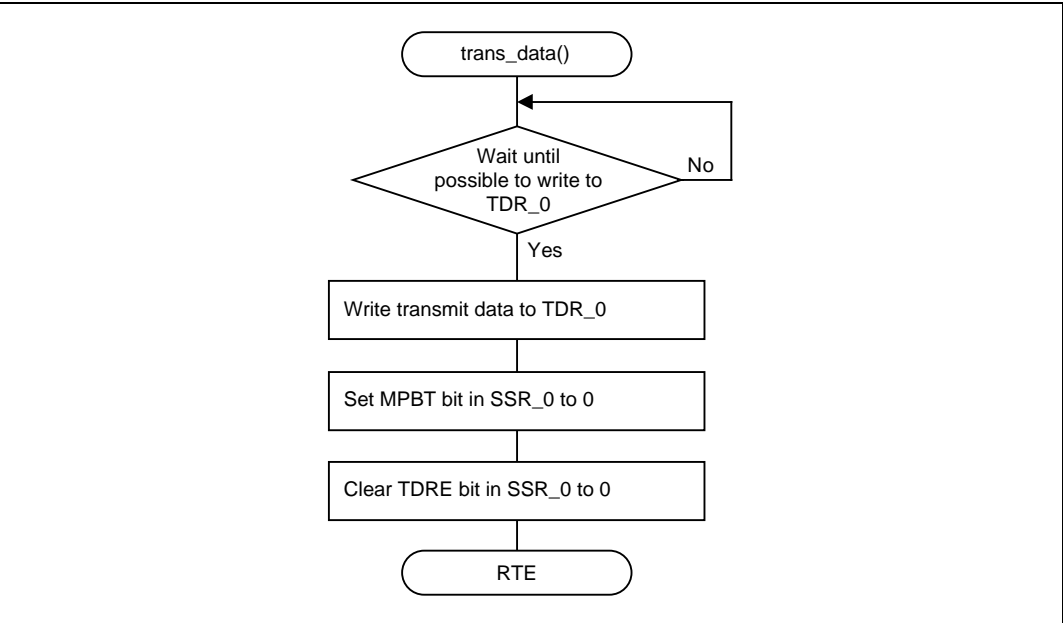 trans_data()
Wait until
possible to write to
TDR_0
No
Yes
Write transmit data to TDR_0
Set MPBT bit in SSR_0 to 0
Clear TDRE bit in SSR_0 to 0
RTE